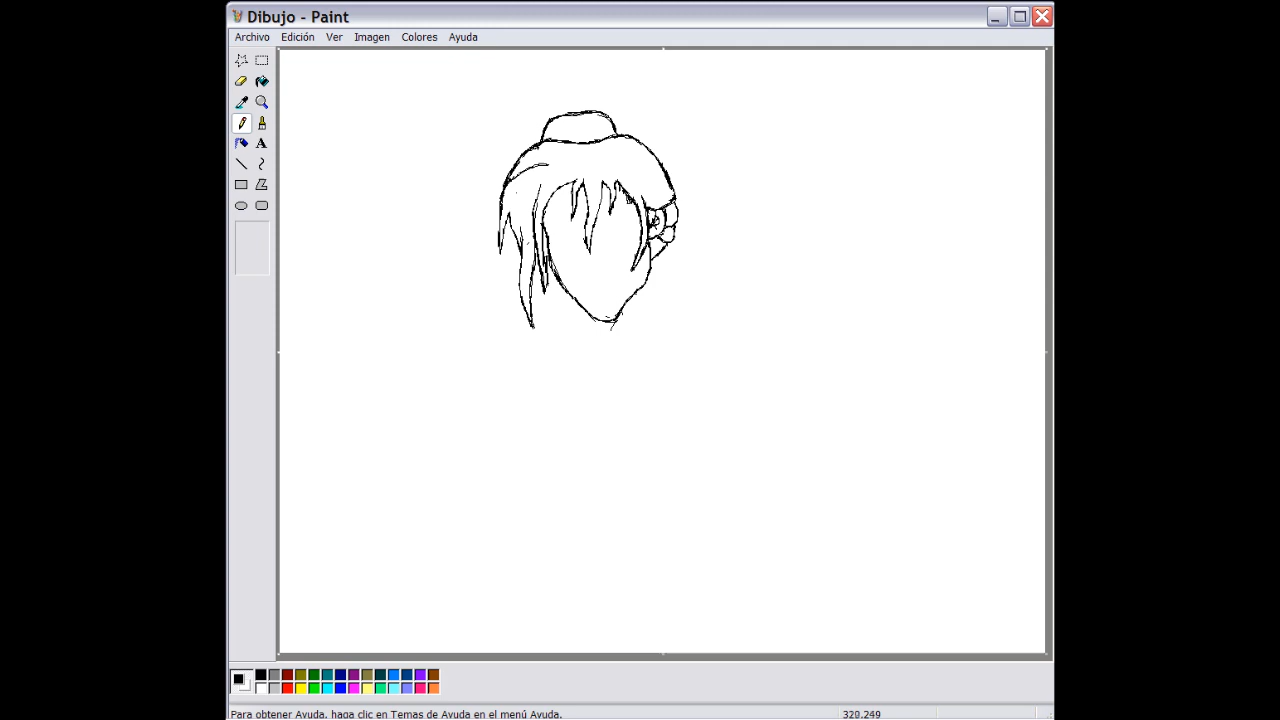 Dibujo - Paint
Archivo Edición Ver Imagen Colores Ayuda
A
Para obtener Ayuda, haga clic en Temas de Ayuda en el menú Ayuda.
320,249